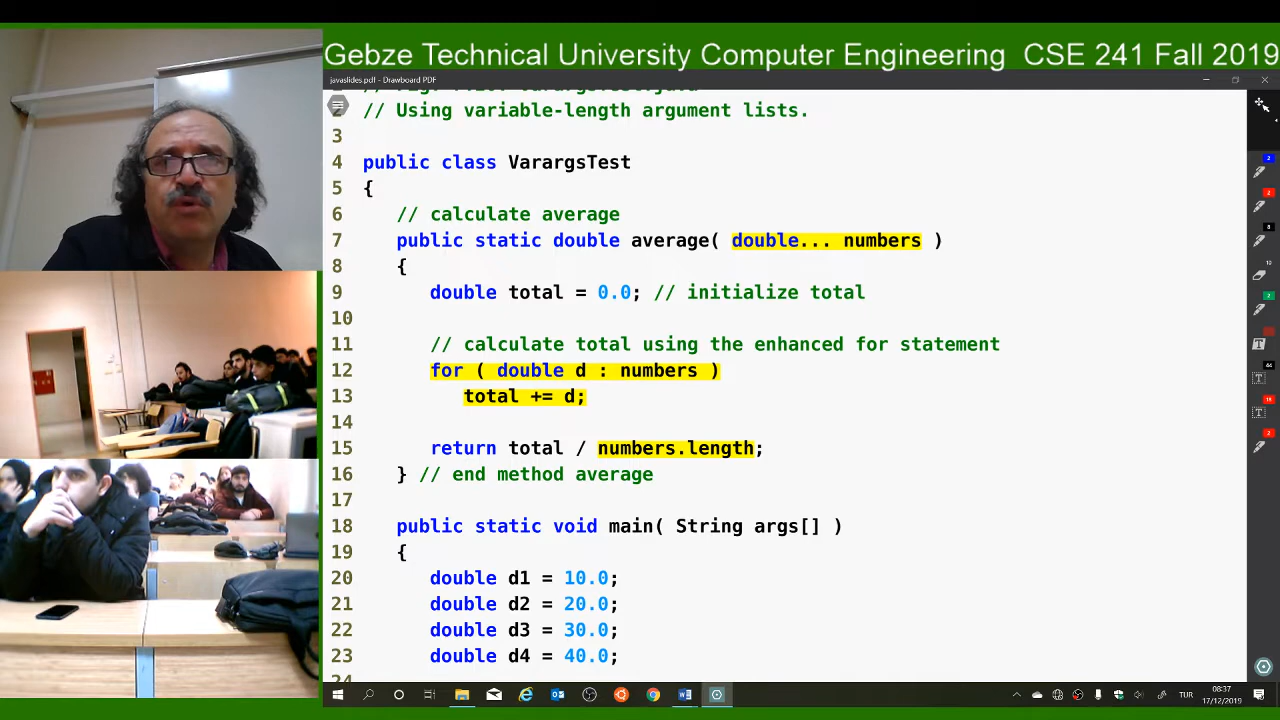 Gebze Technical University Computer Engineering CSE 241 Fall 2019
javaslides.pdf - Drawboard PDF
2 // Using variable-length argument lists.
3
4 public class VarargsTest
5 {
6 // calculate average
7 public static double average( double... numbers )
8 {
9 double total = 0.0; // initialize total
10
11 // calculate total using the enhanced for statement
12 for ( double d : numbers )
13 total += d;
14
15 return total / numbers.length;
16 } // end method average
17
18 public static void main( String args[] )
19 {
20 double d1 = 10.0;
21 double d2 = 20.0;
22 double d3 = 30.0;
23 double d4 = 40.0;
TUR
08:37
17/12/2019